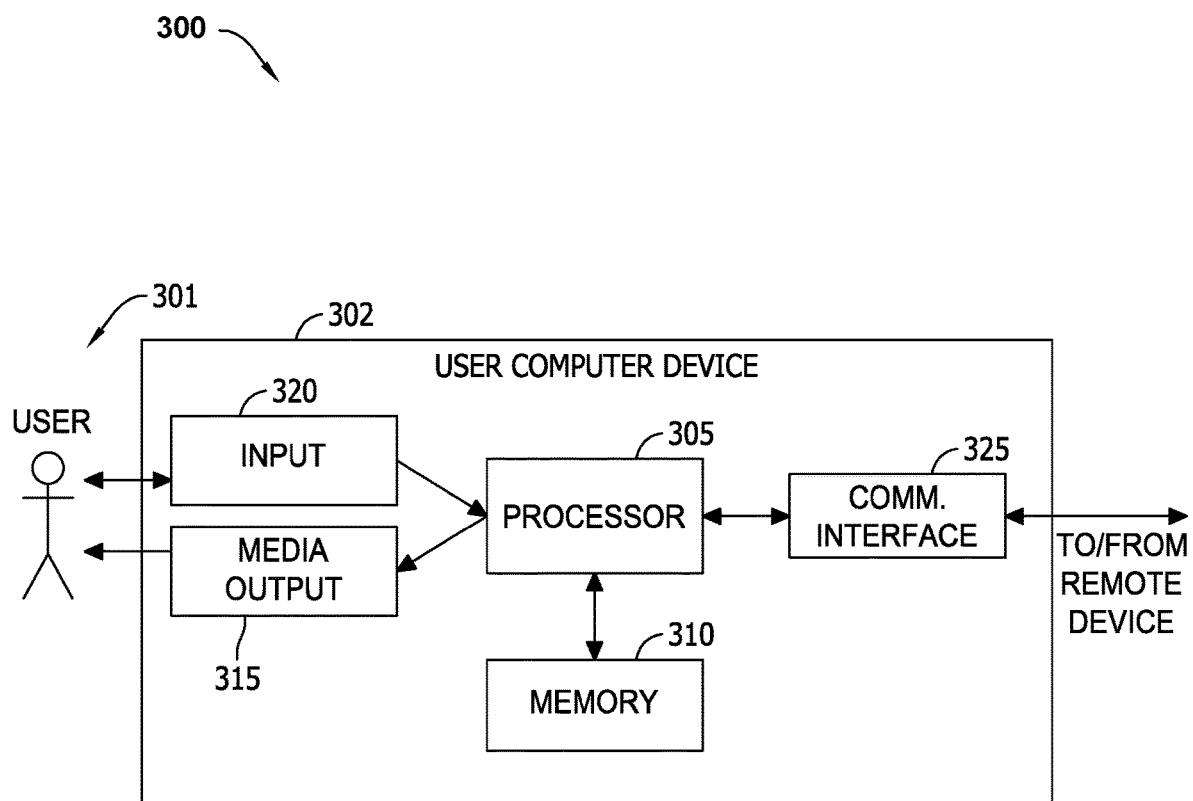 300
301
302
USER COMPUTER DEVICE
USER
320
INPUT
305
PROCESSOR
325
COMM.
INTERFACE
MEDIA
OUTPUT
315
310
MEMORY
TO/FROM
REMOTE
DEVICE